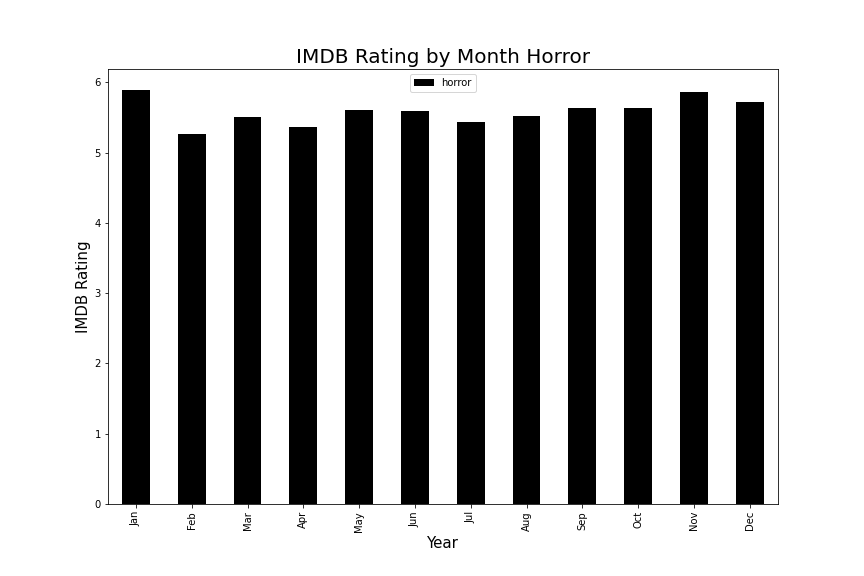 IMDB Rating by Month Horror
horror
IMDB Rating
6
5
4
3
2
1
0
Jan
Feb
Mar
Apr
May
Jun
Jul
Aug
Sep
Oct
Nov
Dec
Year